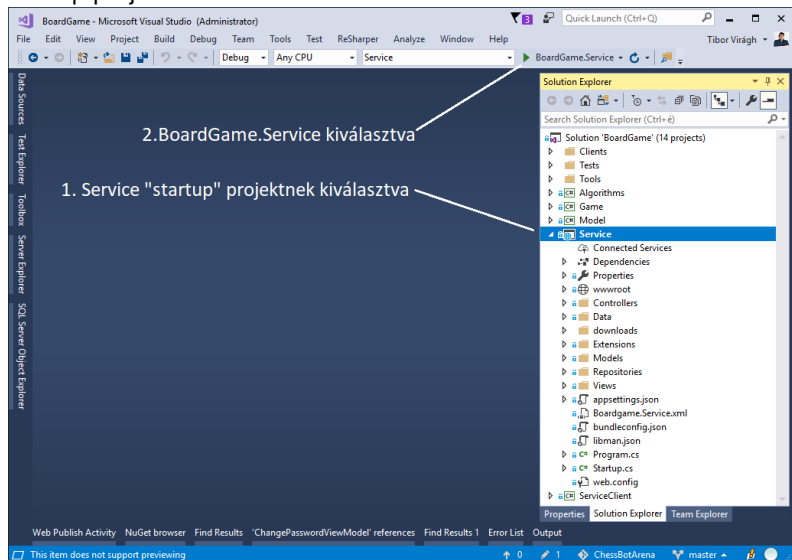 BoardGame - Microsoft Visual Studio (Administrator)
3
Quick Launch (Ctrl+Q)
File Edit View Project Build Debug Team Tools Test ReSharper Analyze Window Help
Tibor Virágh
Debug Any CPU Service BoardGame.Service
Data Sources
Test Explorer
Toolbox
Server Explorer
SQL Server Object Explorer
2.BoardGame.Service kiválasztva
1. Service "startup" projektnek kiválasztva
Solution Explorer
Search Solution Explorer (Ctrl+é)
Solution 'BoardGame' (14 projects)
Clients
Tests
Tools
C# Algorithms
C# Game
C# Model
Service
Connected Services
Dependencies
Properties
wwwroot
Controllers
Data
downloads
Extensions
Models
Repositories
Views
appsettings.json
Boardgame.Service.xml
bundleconfig.json
libman.json
C# Program.cs
C# Startup.cs
web.config
C# ServiceClient
Properties Solution Explorer Team Explorer
Web Publish Activity NuGet browser Find Results 'ChangePasswordViewModel' references Find Results 1 Error List Output
This item does not support previewing
0 1 ChessBotArena master